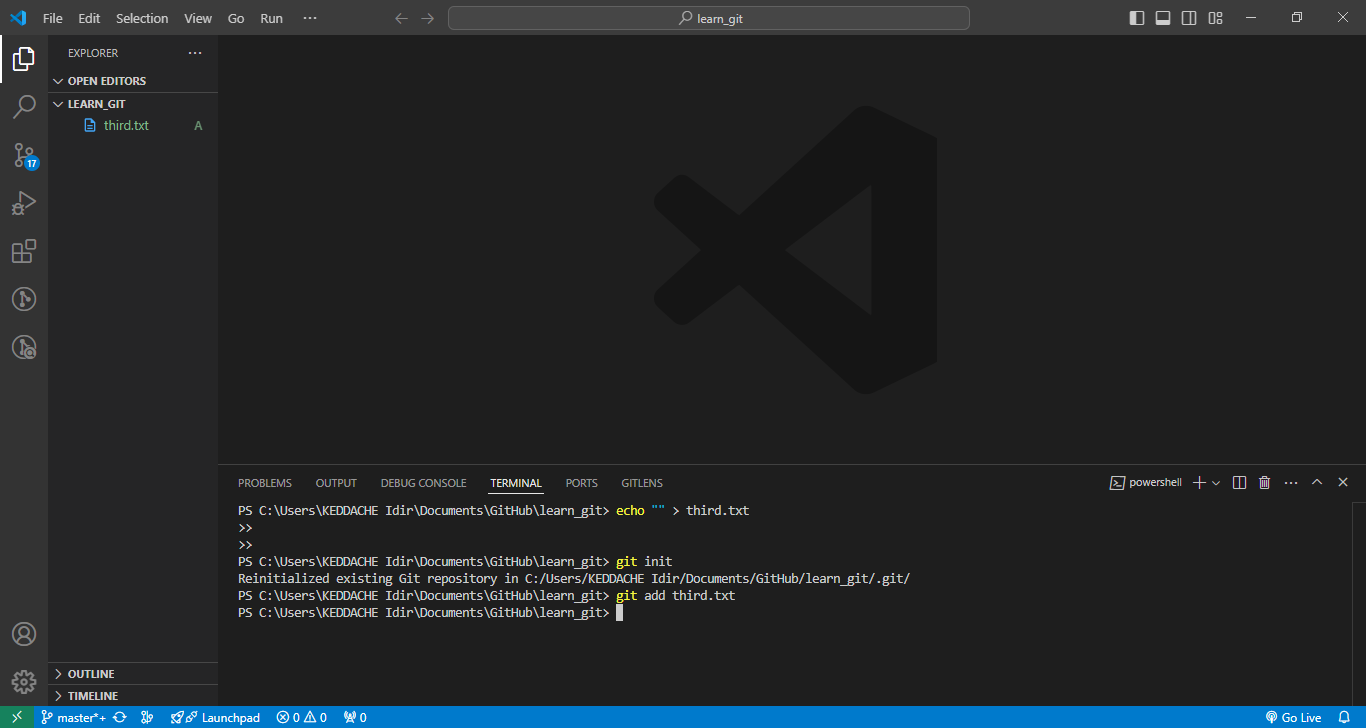 File Edit Selection View Go Run ··· learn_git
EXPLORER ···
OPEN EDITORS
LEARN_GIT
third.txt A
17
PROBLEMS OUTPUT DEBUG CONSOLE TERMINAL PORTS GITLENS powershell
PS C:\Users\KEDDACHE Idir\Documents\GitHub\learn_git> echo "" > third.txt
>>
>>
PS C:\Users\KEDDACHE Idir\Documents\GitHub\learn_git> git init
Reinitialized existing Git repository in C:/Users/KEDDACHE Idir/Documents/GitHub/learn_git/.git/
PS C:\Users\KEDDACHE Idir\Documents\GitHub\learn_git> git add third.txt
PS C:\Users\KEDDACHE Idir\Documents\GitHub\learn_git>
OUTLINE
TIMELINE
master*+ Launchpad 0 0 0 Go Live